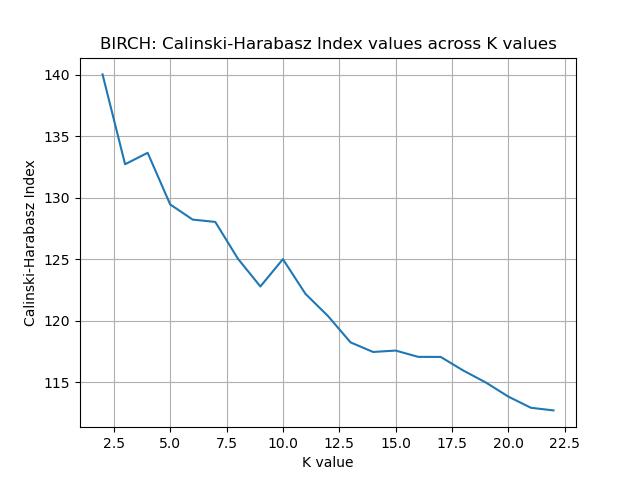 BIRCH: Calinski-Harabasz Index values across K values
140
135
130
125
120
115
Calinski-Harabasz Index
2.5 5.0 7.5 10.0 12.5 15.0 17.5 20.0 22.5
K value